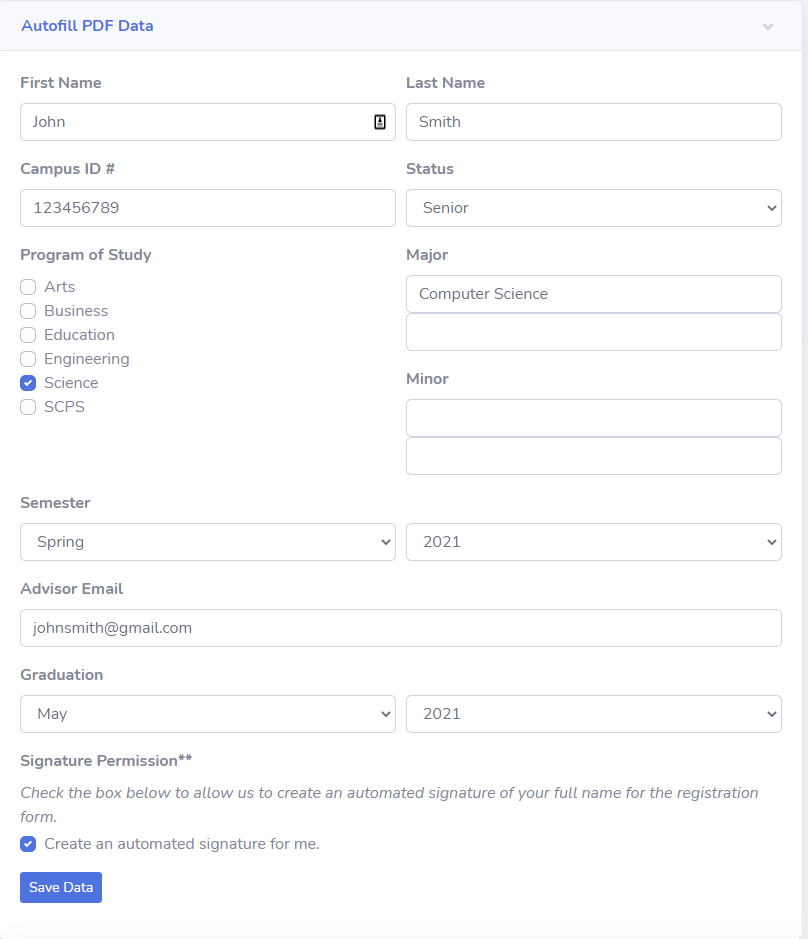 Autofill PDF Data
First Name
Last Name
John
Smith
Campus ID #
Status
123456789
Senior
Program of Study
Arts
Business
Education
Engineering
Science
SCPS
Major
Computer Science
Minor
Semester
Spring
2021
Advisor Email
johnsmith@gmail.com
Graduation
May
2021
Signature Permission**
Check the box below to allow us to create an automated signature of your full name for the registration
form.
Create an automated signature for me.
Save Data